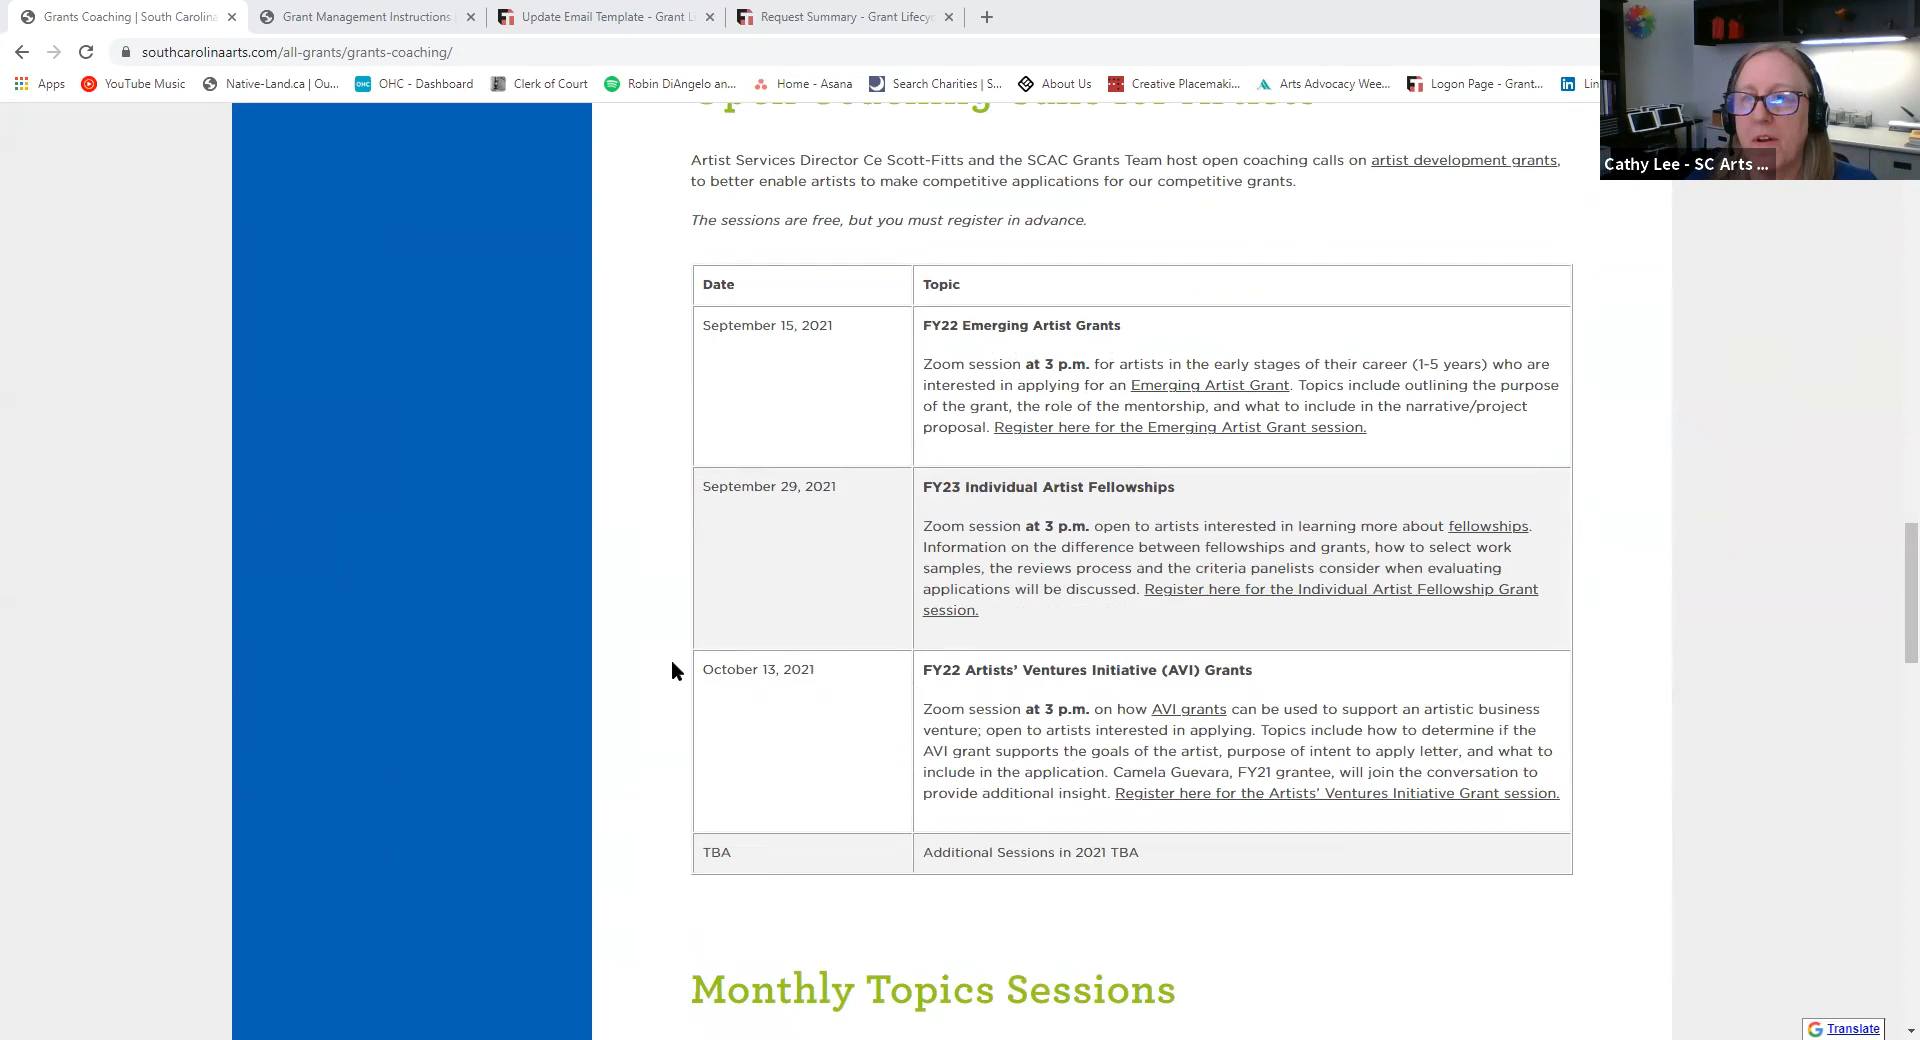 Grants Coaching | South Carolina
Grant Management Instructions
Update Email Template - Grant L
Request Summary - Grant Lifecyc
southcarolinaarts.com/all-grants/grants-coaching/
Apps
YouTube Music
Native-Land.ca | Ou...
OHC - Dashboard
Clerk of Court
Robin DiAngelo an...
Home - Asana
Search Charities | S...
About Us
Creative Placemaki...
Arts Advocacy Wee...
Logon Page - Grant...
Lin
Cathy Lee - SC Arts ...
Open Coaching Calls for Artists
Artist Services Director Ce Scott-Fitts and the SCAC Grants Team host open coaching calls on artist development grants,
to better enable artists to make competitive applications for our competitive grants.
The sessions are free, but you must register in advance.
Date
Topic
September 15, 2021
FY22 Emerging Artist Grants
Zoom session at 3 p.m. for artists in the early stages of their career (1-5 years) who are
interested in applying for an Emerging Artist Grant. Topics include outlining the purpose
of the grant, the role of the mentorship, and what to include in the narrative/project
proposal. Register here for the Emerging Artist Grant session.
September 29, 2021
FY23 Individual Artist Fellowships
Zoom session at 3 p.m. open to artists interested in learning more about fellowships.
Information on the difference between fellowships and grants, how to select work
samples, the reviews process and the criteria panelists consider when evaluating
applications will be discussed. Register here for the Individual Artist Fellowship Grant
session.
October 13, 2021
FY22 Artists’ Ventures Initiative (AVI) Grants
Zoom session at 3 p.m. on how AVI grants can be used to support an artistic business
venture; open to artists interested in applying. Topics include how to determine if the
AVI grant supports the goals of the artist, purpose of intent to apply letter, and what to
include in the application. Camela Guevara, FY21 grantee, will join the conversation to
provide additional insight. Register here for the Artists’ Ventures Initiative Grant session.
TBA
Additional Sessions in 2021 TBA
Monthly Topics Sessions
Translate